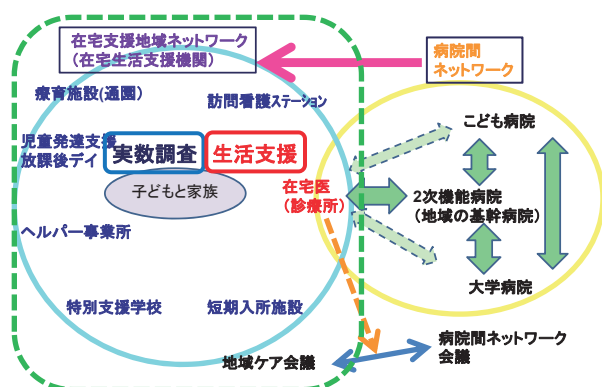 在宅支援地域ネットワーク
(在宅生活支援機関)
病院間
ネットワーク
療育施設(通園)
訪問看護ステーション
こども病院
児童発達支援
放課後デイ
実数調査
生活支援
子どもと家族
在宅医
(診療所)
2次機能病院
(地域の基幹病院)
ヘルパー事業所
大学病院
特別支援学校
短期入所施設
病院間ネットワーク
会議
地域ケア会議